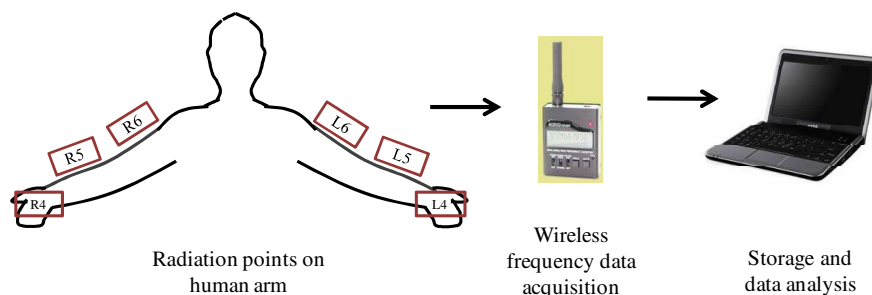 R6
L6
R5
L5
R4
L4
Radiation points on
human arm
Wireless
frequency data
acquisition
Storage and
data analysis